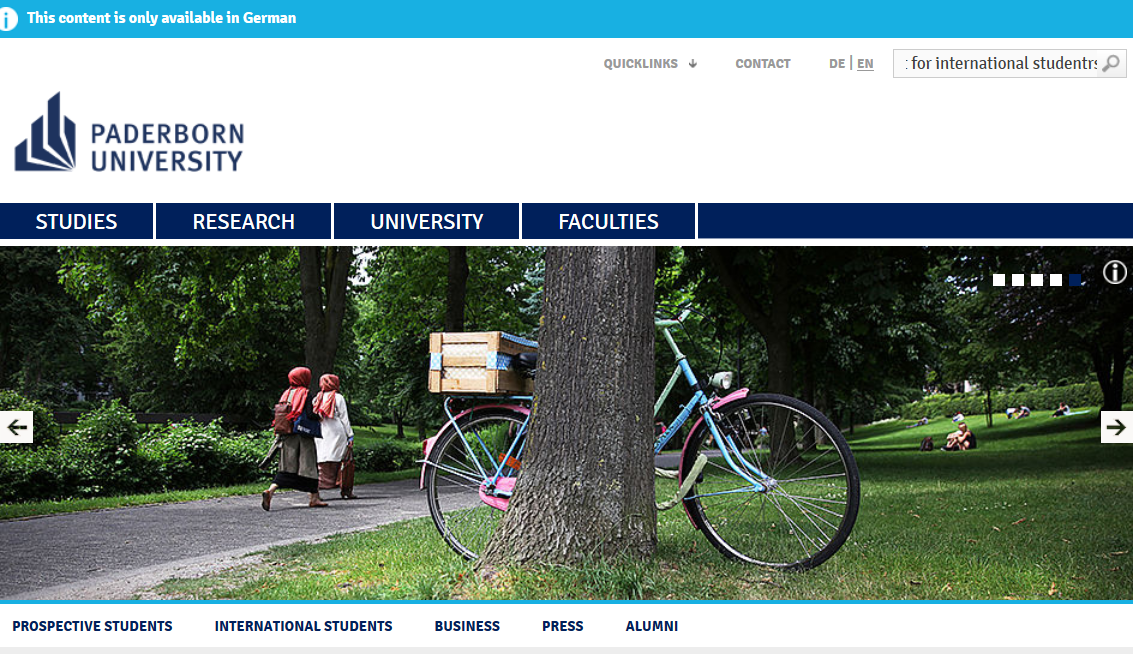 This content is only available in German
QUICKLINKS
CONTACT
DE | EN
: for international studentrs
PADERBORN
UNIVERSITY
STUDIES
RESEARCH
UNIVERSITY
FACULTIES
PROSPECTIVE STUDENTS
INTERNATIONAL STUDENTS
BUSINESS
PRESS
ALUMNI